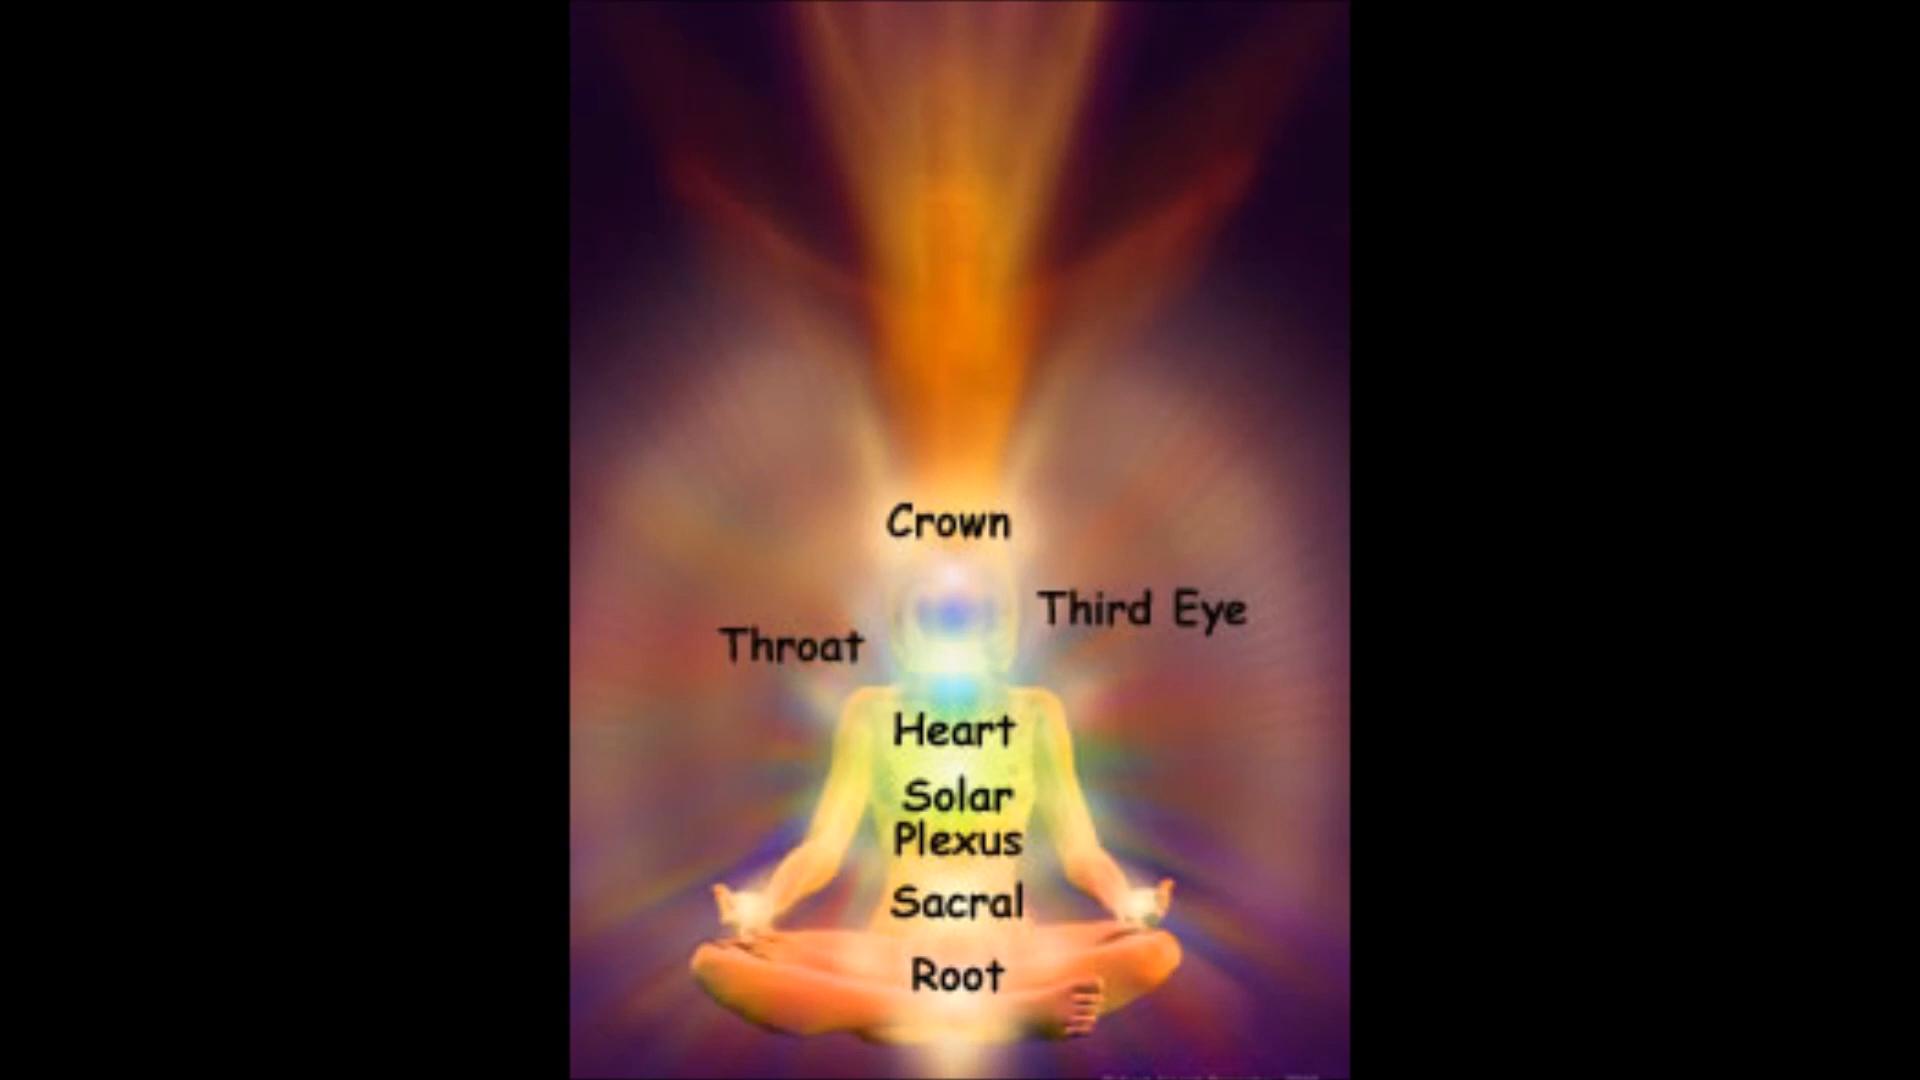 Crown
Third Eye
Throat
Heart
Solar
Plexus
Sacral
Root